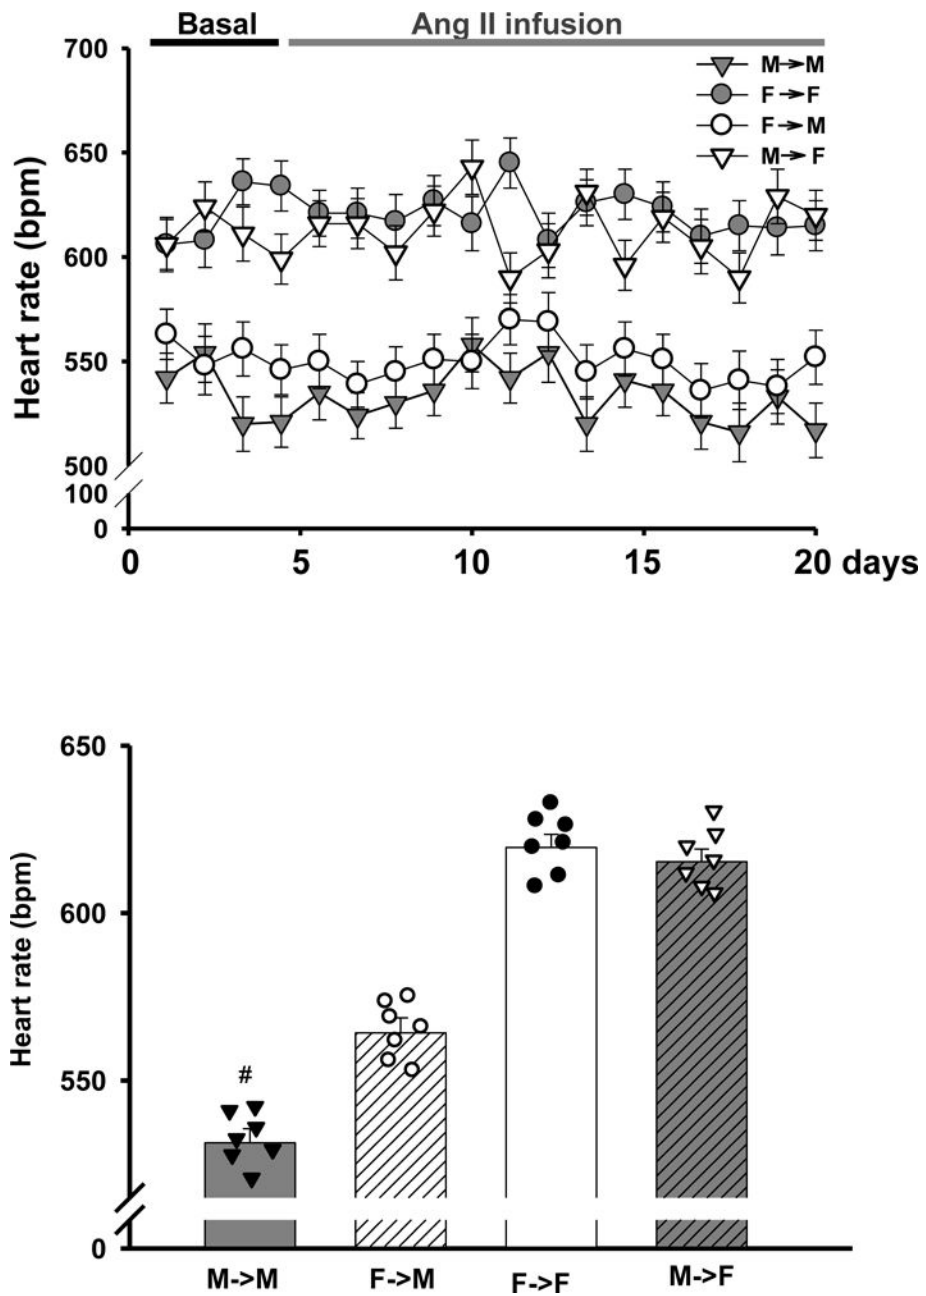 Basal Ang II infusion
700
M→M
F→F
650
F→M
M→F
600
Heart rate (bpm)
550
500
100
0
0 5 10 15 20 days
650
600
Heart rate (bpm)
#
550
0
M->M F->M F->F M->F